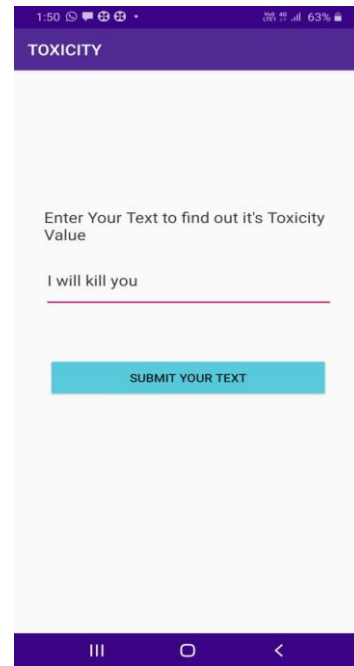 1:50 63%
TOXICITY
Enter Your Text to find out it's Toxicity
Value
I will kill you
SUBMIT YOUR TEXT